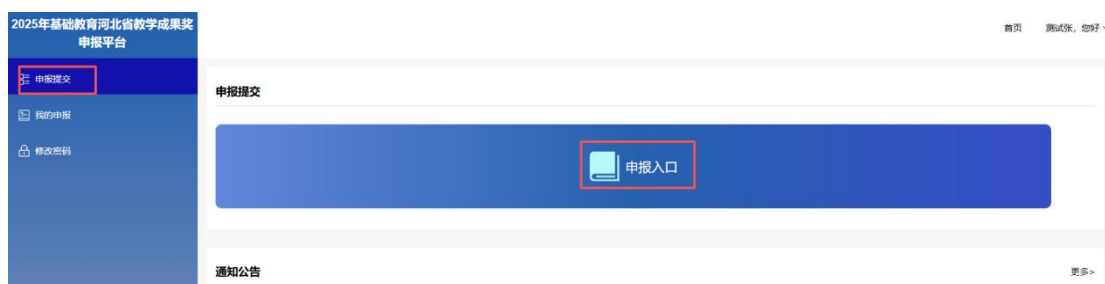 2025年基础教育河北省教学成果奖
申报平台
首页 测试张，您好
申报提交
我的申报
修改密码
申报提交
申报入口
通知公告 更多>